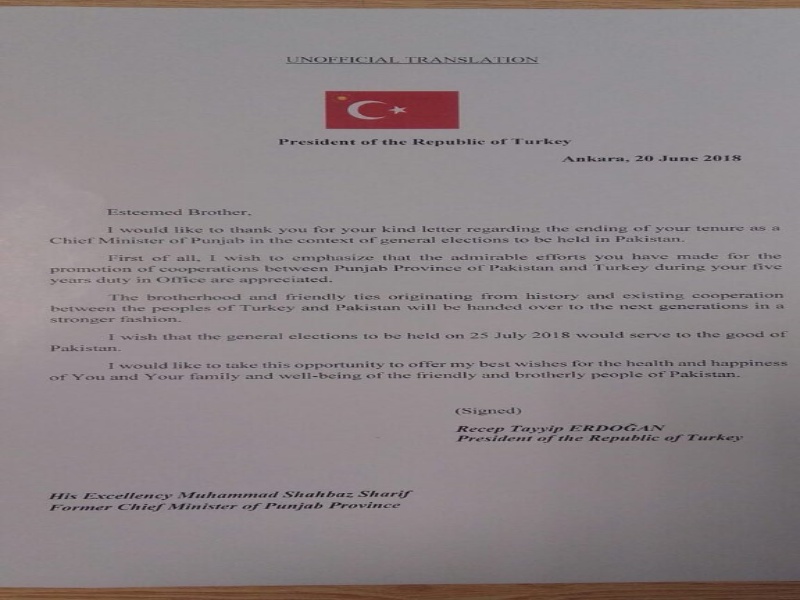 UNOFFICIAL TRANSLATION
President of the Republic of Turkey
Ankara, 20 June 2018
Esteemed Brother,
I would like to thank you for your kind letter regarding the ending of your tenure as a
Chief Minister of Punjab in the context of general elections to be held in Pakistan.
First of all, I wish to emphasize that the admirable efforts you have made for the
promotion of cooperations between Punjab Province of Pakistan and Turkey during your five
years duty in Office are appreciated.
The brotherhood and friendly ties originating from history and existing cooperation
between the peoples of Turkey and Pakistan will be handed over to the next generations in a
stronger fashion.
I wish that the general elections to be held on 25 July 2018 would serve to the good of
Pakistan.
I would like to take this opportunity to offer my best wishes for the health and happiness
of You and Your family and well-being of the friendly and brotherly people of Pakistan.
(Signed)
Recep Tayyip ERDOĞAN
President of the Republic of Turkey
His Excellency Muhammad Shahbaz Sharif
Former Chief Minister of Punjab Province